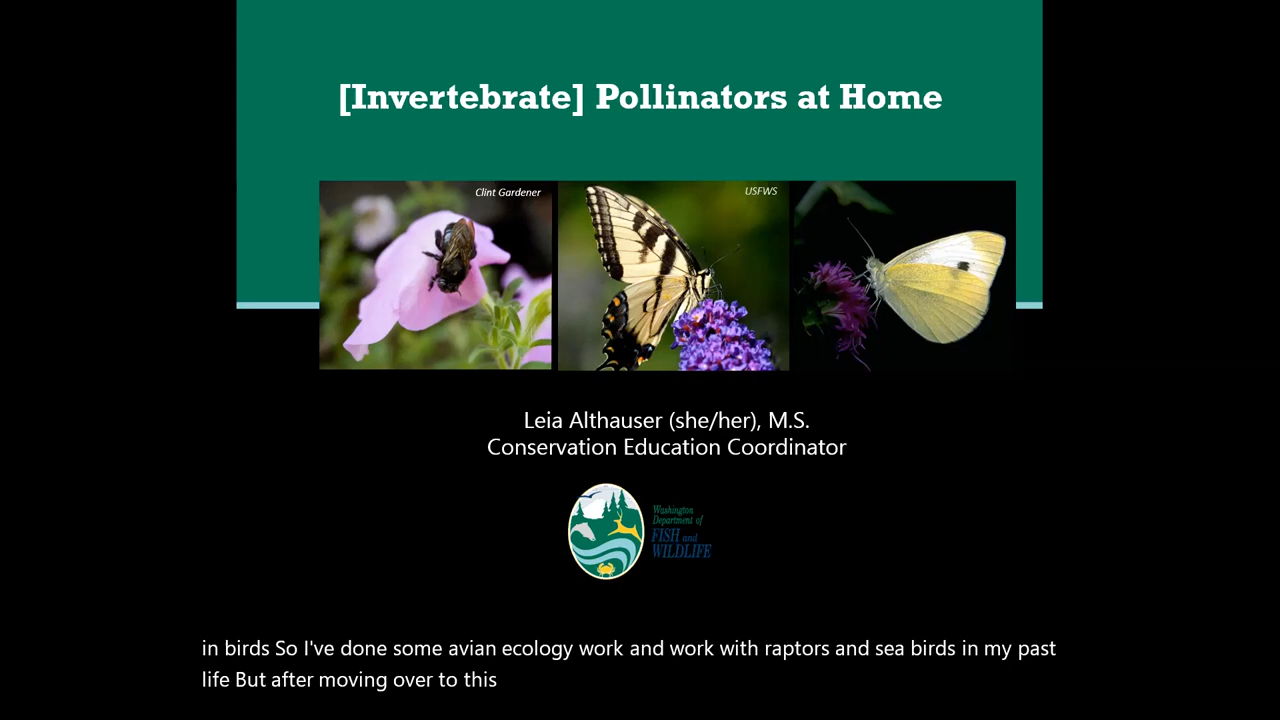 [Invertebrate] Pollinators at Home
Clint Gardener
USFWS
Leia Althauser (she/her), M.S.
Conservation Education Coordinator
Washington
Department of
FISH and
WILDLIFE
in birds So I've done some avian ecology work and work with raptors and sea birds in my past
life But after moving over to this